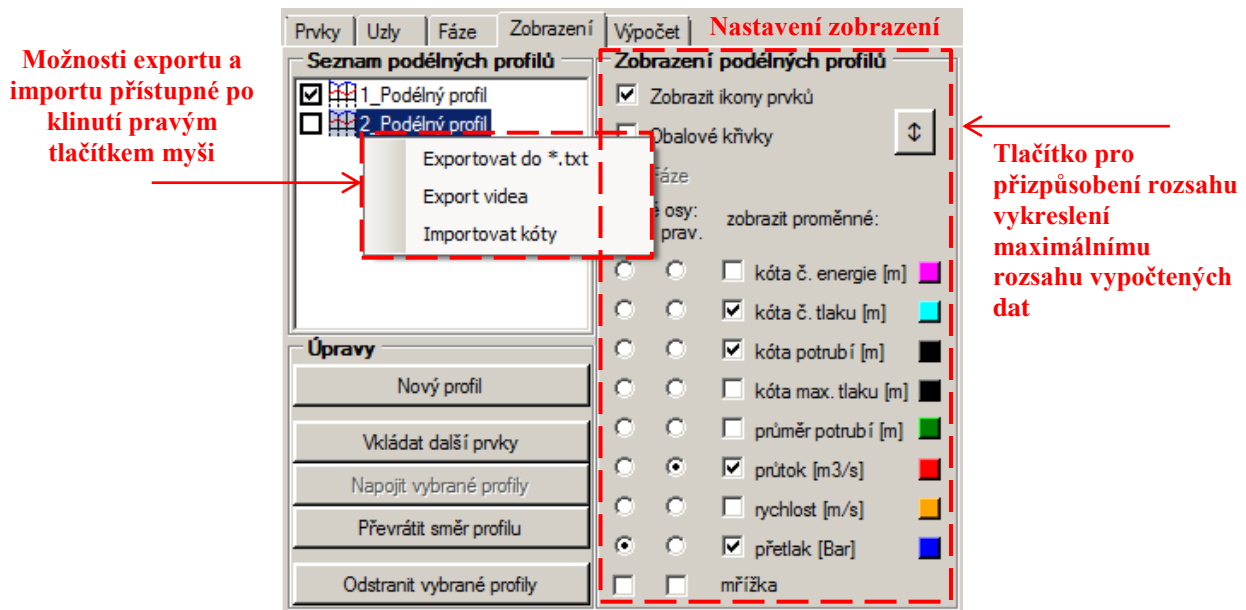 Prvky
Uzly
Fáze
Zobrazení
Výpočet
Nastavení zobrazení
Možnosti exportu a
importu přístupné po
klinutí pravým
tlačítkem myši
Seznam podélných profilů
1_Podélný profil
2_Podélný profil
Exportovat do *.txt
Export videa
Importovat kóty
Úpravy
Nový profil
Vkládat další prvky
Napojit vybrané profily
Převrátit směr profilu
Odstranit vybrané profily
Zobrazení podélných profilů
Zobrazit ikony prvků
Obalové křivky
Fáze
é osy:
prav.
zobrazit proměnné:
kóta č. energie [m]
kóta č. tlaku [m]
kóta potrubí [m]
kóta max. tlaku [m]
průměr potrubí [m]
průtok [m3/s]
rychlost [m/s]
přetlak [Bar]
mřížka
Tlačítko pro
přizpůsobení rozsahu
vykreslení
maximálnímu
rozsahu vypočtených
dat